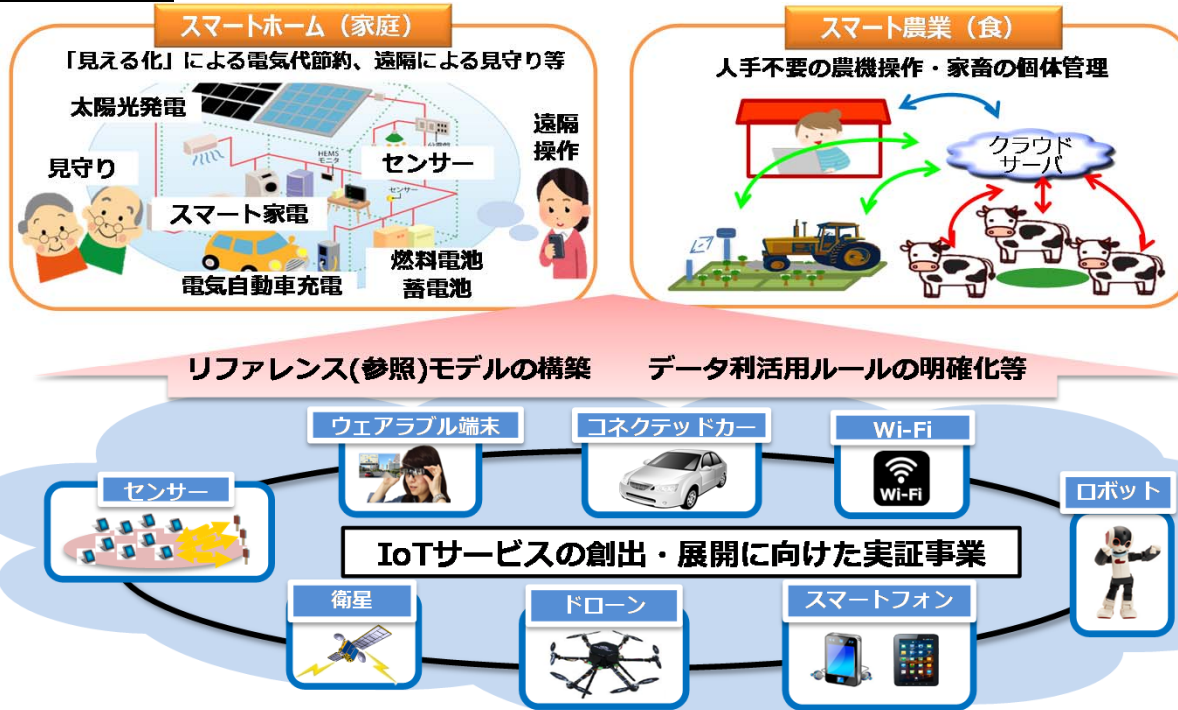 スマートホーム（家庭）
「見える化」による電気代節約、遠隔による見守り等
太陽光発電
遠隔
操作
HEMS
モニタ
センサー
見守り
センサー
スマート家電
燃料電池
蓄電池
電気自動車充電
スマート農業（食）
人手不要の農機操作・家畜の個体管理
クラウド
サーバ
リファレンス(参照)モデルの構築
データ利活用ルールの明確化等
ウェアラブル端末
コネクテッドカー
Wi-Fi
Wi-Fi
センサー
ロボット
IoTサービスの創出・展開に向けた実証事業
衛星
ドローン
スマートフォン